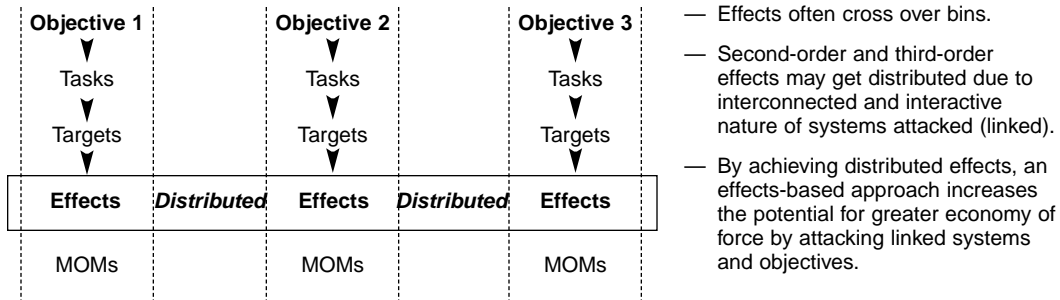 Objective 1 Objective 2 Objective 3
Tasks Tasks Tasks
Targets Targets Targets
Effects Distributed Effects Distributed Effects
MOMs MOMs MOMs
— Effects often cross over bins.
— Second-order and third-order
effects may get distributed due to
interconnected and interactive
nature of systems attacked (linked).
— By achieving distributed effects, an
effects-based approach increases
the potential for greater economy of
force by attacking linked systems
and objectives.